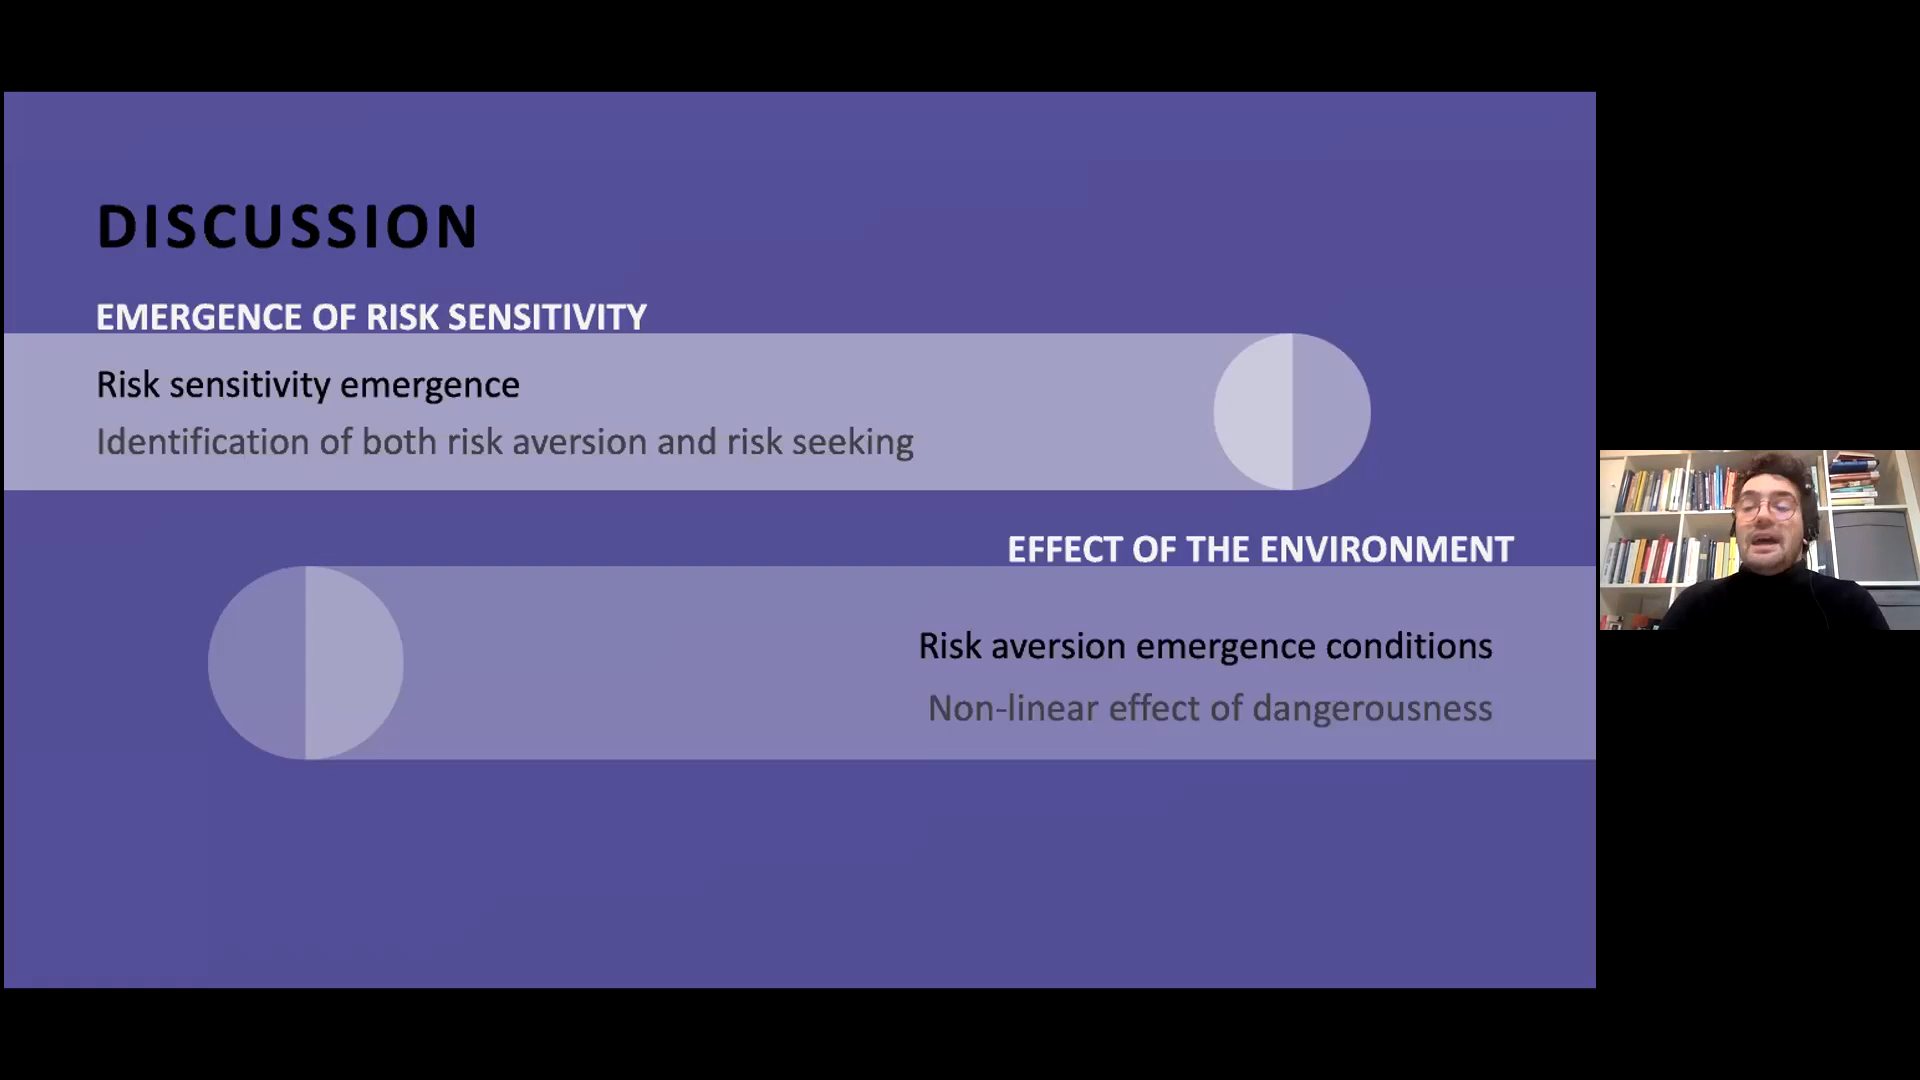 DISCUSSION
EMERGENCE OF RISK SENSITIVITY
Risk sensitivity emergence
Identification of both risk aversion and risk seeking
EFFECT OF THE ENVIRONMENT
Risk aversion emergence conditions
Non-linear effect of dangerousness